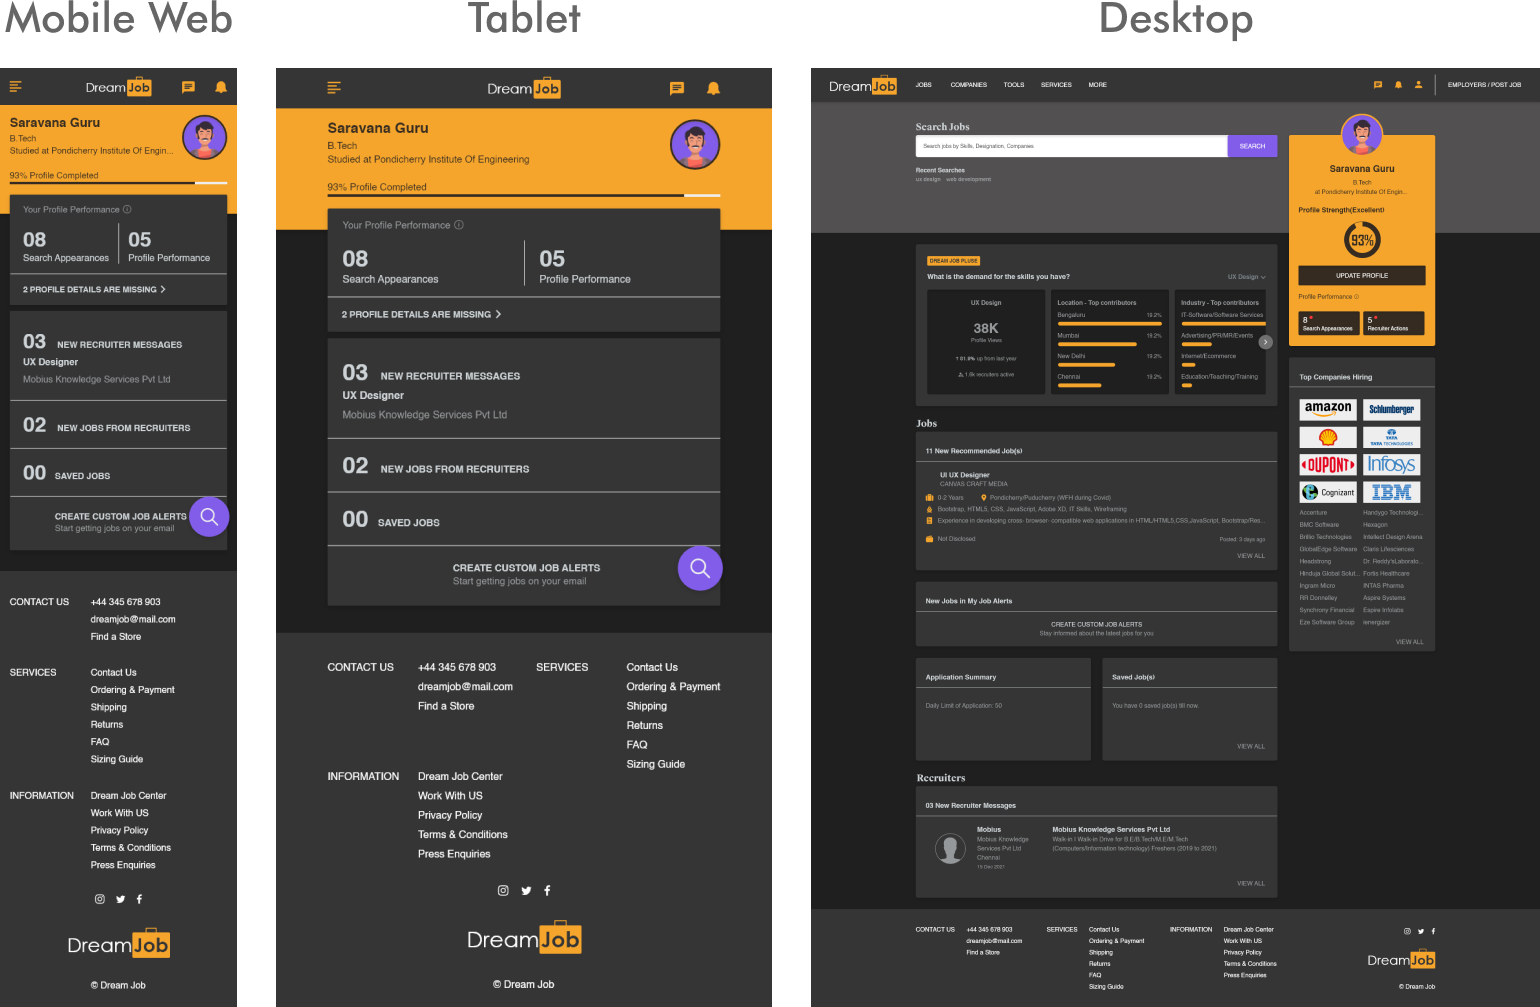 Mobile Web
Tablet
Desktop
DreamJob
Saravana Guru
B.Tech
Studied at Pondicherry Institute Of Engin...
93% Profile Completed
Your Profile Performance
08
Search Appearances
05
Profile Performance
2 PROFILE DETAILS ARE MISSING
03 NEW RECRUITER MESSAGES
UX Designer
Mobius Knowledge Services Pvt Ltd
02 NEW JOBS FROM RECRUITERS
00 SAVED JOBS
CREATE CUSTOM JOB ALERTS
Start getting jobs on your email
CONTACT US
+44 345 678 903
dreamjob@mail.com
Find a Store
SERVICES
Contact Us
Ordering & Payment
Shipping
Returns
FAQ
Sizing Guide
INFORMATION
Dream Job Center
Work With US
Privacy Policy
Terms & Conditions
Press Enquiries
DreamJob
© Dream Job
DreamJob
Saravana Guru
B.Tech
Studied at Pondicherry Institute Of Engineering
93% Profile Completed
Your Profile Performance
08
Search Appearances
05
Profile Performance
2 PROFILE DETAILS ARE MISSING
03 NEW RECRUITER MESSAGES
UX Designer
Mobius Knowledge Services Pvt Ltd
02 NEW JOBS FROM RECRUITERS
00 SAVED JOBS
CREATE CUSTOM JOB ALERTS
Start getting jobs on your email
CONTACT US
+44 345 678 903
dreamjob@mail.com
Find a Store
SERVICES
Contact Us
Ordering & Payment
Shipping
Returns
FAQ
Sizing Guide
INFORMATION
Dream Job Center
Work With US
Privacy Policy
Terms & Conditions
Press Enquiries
DreamJob
© Dream Job
DreamJob JOBS COMPANIES TOOLS SERVICES MORE EMPLOYERS / POST JOB
Search Jobs
Search jobs by Skills, Designation, Companies
SEARCH
Recent Searches
ux design web development
Saravana Guru
B.Tech
at Pondicherry Institute Of Engin...
Profile Strength(Excellent)
93%
UPDATE PROFILE
Profile Performance
8
Search Appearances
5
Recruiter Actions
DREAM JOB PLUSE
What is the demand for the skills you have?
UX Design
UX Design
38K
Profile Views
51.9% up from last year
1.8k recruiters active
Location - Top contributors
Bengaluru 19.2%
Mumbai 19.2%
New Delhi 19.2%
Chennai 19.2%
Industry - Top contributors
IT-Software/Software Services
Advertising/PR/MR/Events
Internet/Ecommerce
Education/Teaching/Training
Top Companies Hiring
amazon
Schlumberger
TATA
TATA TECHNOLOGIES
DUPONT
Infosys
Cognizant
IBM
Accenture
Handygo Technologi...
BMC Software
Hexagon
Brillio Technologies
Intellect Design Arena
GlobalEdge Software
Claris Lifesciences
Headstrong
Dr. Reddy'sLaborato...
Hinduja Global Solut...
Fortis Healthcare
Ingram Micro
INTAS Pharma
RR Donnelley
Aspire Systems
Synchrony Financial
Espire Infolabs
Eze Software Group
ienergizer
VIEW ALL
Jobs
11 New Recommended Job(s)
UI UX Designer
CANVAS CRAFT MEDIA
0-2 Years
Pondicherry/Puducherry (WFH during Covid)
Bootstrap, HTML5, CSS, JavaScript, Adobe XD, IT Skills, Wireframing
Experience in developing cross- browser- compatible web applications in HTML/HTML5,CSS,JavaScript, Bootstrap/Res...
Not Disclosed
Posted: 3 days ago
VIEW ALL
New Jobs in My Job Alerts
CREATE CUSTOM JOB ALERTS
Stay informed about the latest jobs for you
Application Summary
Daily Limit of Application: 50
Saved Job(s)
You have 0 saved job(s) till now.
VIEW ALL
Recruiters
03 New Recruiter Messages
Mobius
Mobius Knowledge
Services Pvt Ltd
Chennai
15 Dec 2021
Mobius Knowledge Services Pvt Ltd
Walk-in I Walk-in Drive for B.E/B.Tech/M.E/M.Tech
(Computers/Information technology) Freshers (2019 to 2021)
VIEW ALL
CONTACT US
+44 345 678 903
dreamjob@mail.com
Find a Store
SERVICES
Contact Us
Ordering & Payment
Shipping
Returns
FAQ
Sizing Guide
INFORMATION
Dream Job Center
Work With US
Privacy Policy
Terms & Conditions
Press Enquiries
DreamJob
© Dream Job